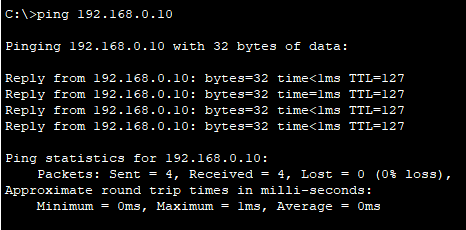 C:\>ping 192.168.0.10
Pinging 192.168.0.10 with 32 bytes of data:
Reply from 192.168.0.10: bytes=32 time<1ms TTL=127
Reply from 192.168.0.10: bytes=32 time=1ms TTL=127
Reply from 192.168.0.10: bytes=32 time<1ms TTL=127
Reply from 192.168.0.10: bytes=32 time<1ms TTL=127
Ping statistics for 192.168.0.10:
Packets: Sent = 4, Received = 4, Lost = 0 (0% loss),
Approximate round trip times in milli-seconds:
Minimum = 0ms, Maximum = 1ms, Average = 0ms